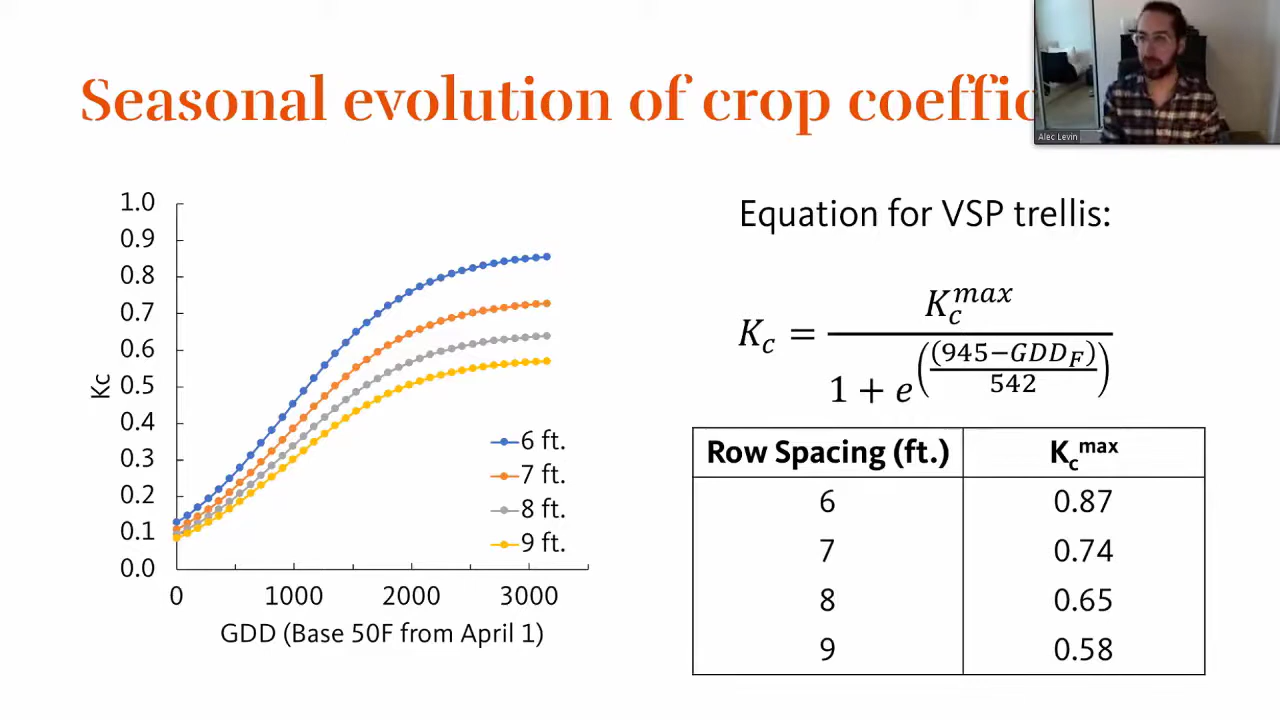 Seasonal evolution of crop coeffic
Alec Levin
1.0
0.9
0.8
0.7
0.6
0.5
0.4
0.3
0.2
0.1
0.0
Kc
6 ft.
7 ft.
8 ft.
9 ft.
0 1000 2000 3000
GDD (Base 50F from April 1)
Equation for VSP trellis:
K_c = K_c^{max} / (1 + e^{((945−GDD_F)/542)})
Row Spacing (ft.) K_c^{max}
6 0.87
7 0.74
8 0.65
9 0.58